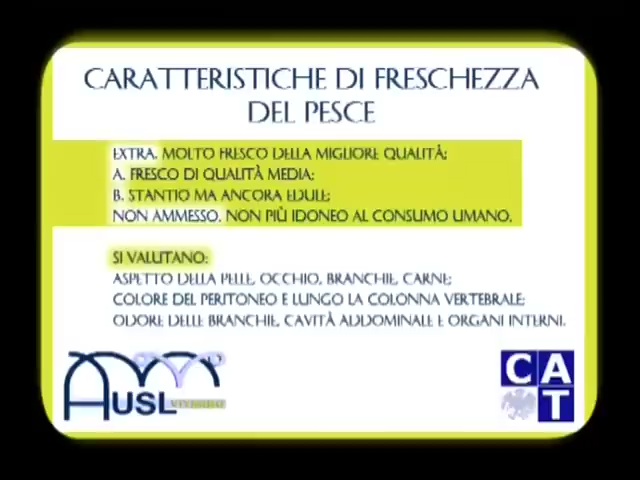 CARATTERISTICHE DI FRESCHEZZA
DEL PESCE
EXTRA. MOLTO FRESCO DELLA MIGLIORE QUALITÀ;
A. FRESCO DI QUALITÀ MEDIA;
B. STANTIO MA ANCORA EDULE;
NON AMMESSO. NON PIÙ IDONEO AL CONSUMO UMANO.
SI VALUTANO:
ASPETTO DELLA PELLE, OCCHIO, BRANCHIE, CARNE;
COLORE DEL PERITONEO E LUNGO LA COLONNA VERTEBRALE;
ODORE DELLE BRANCHIE, CAVITÀ ADDOMINALE E ORGANI INTERNI.
AUSL VITERBO
CAT